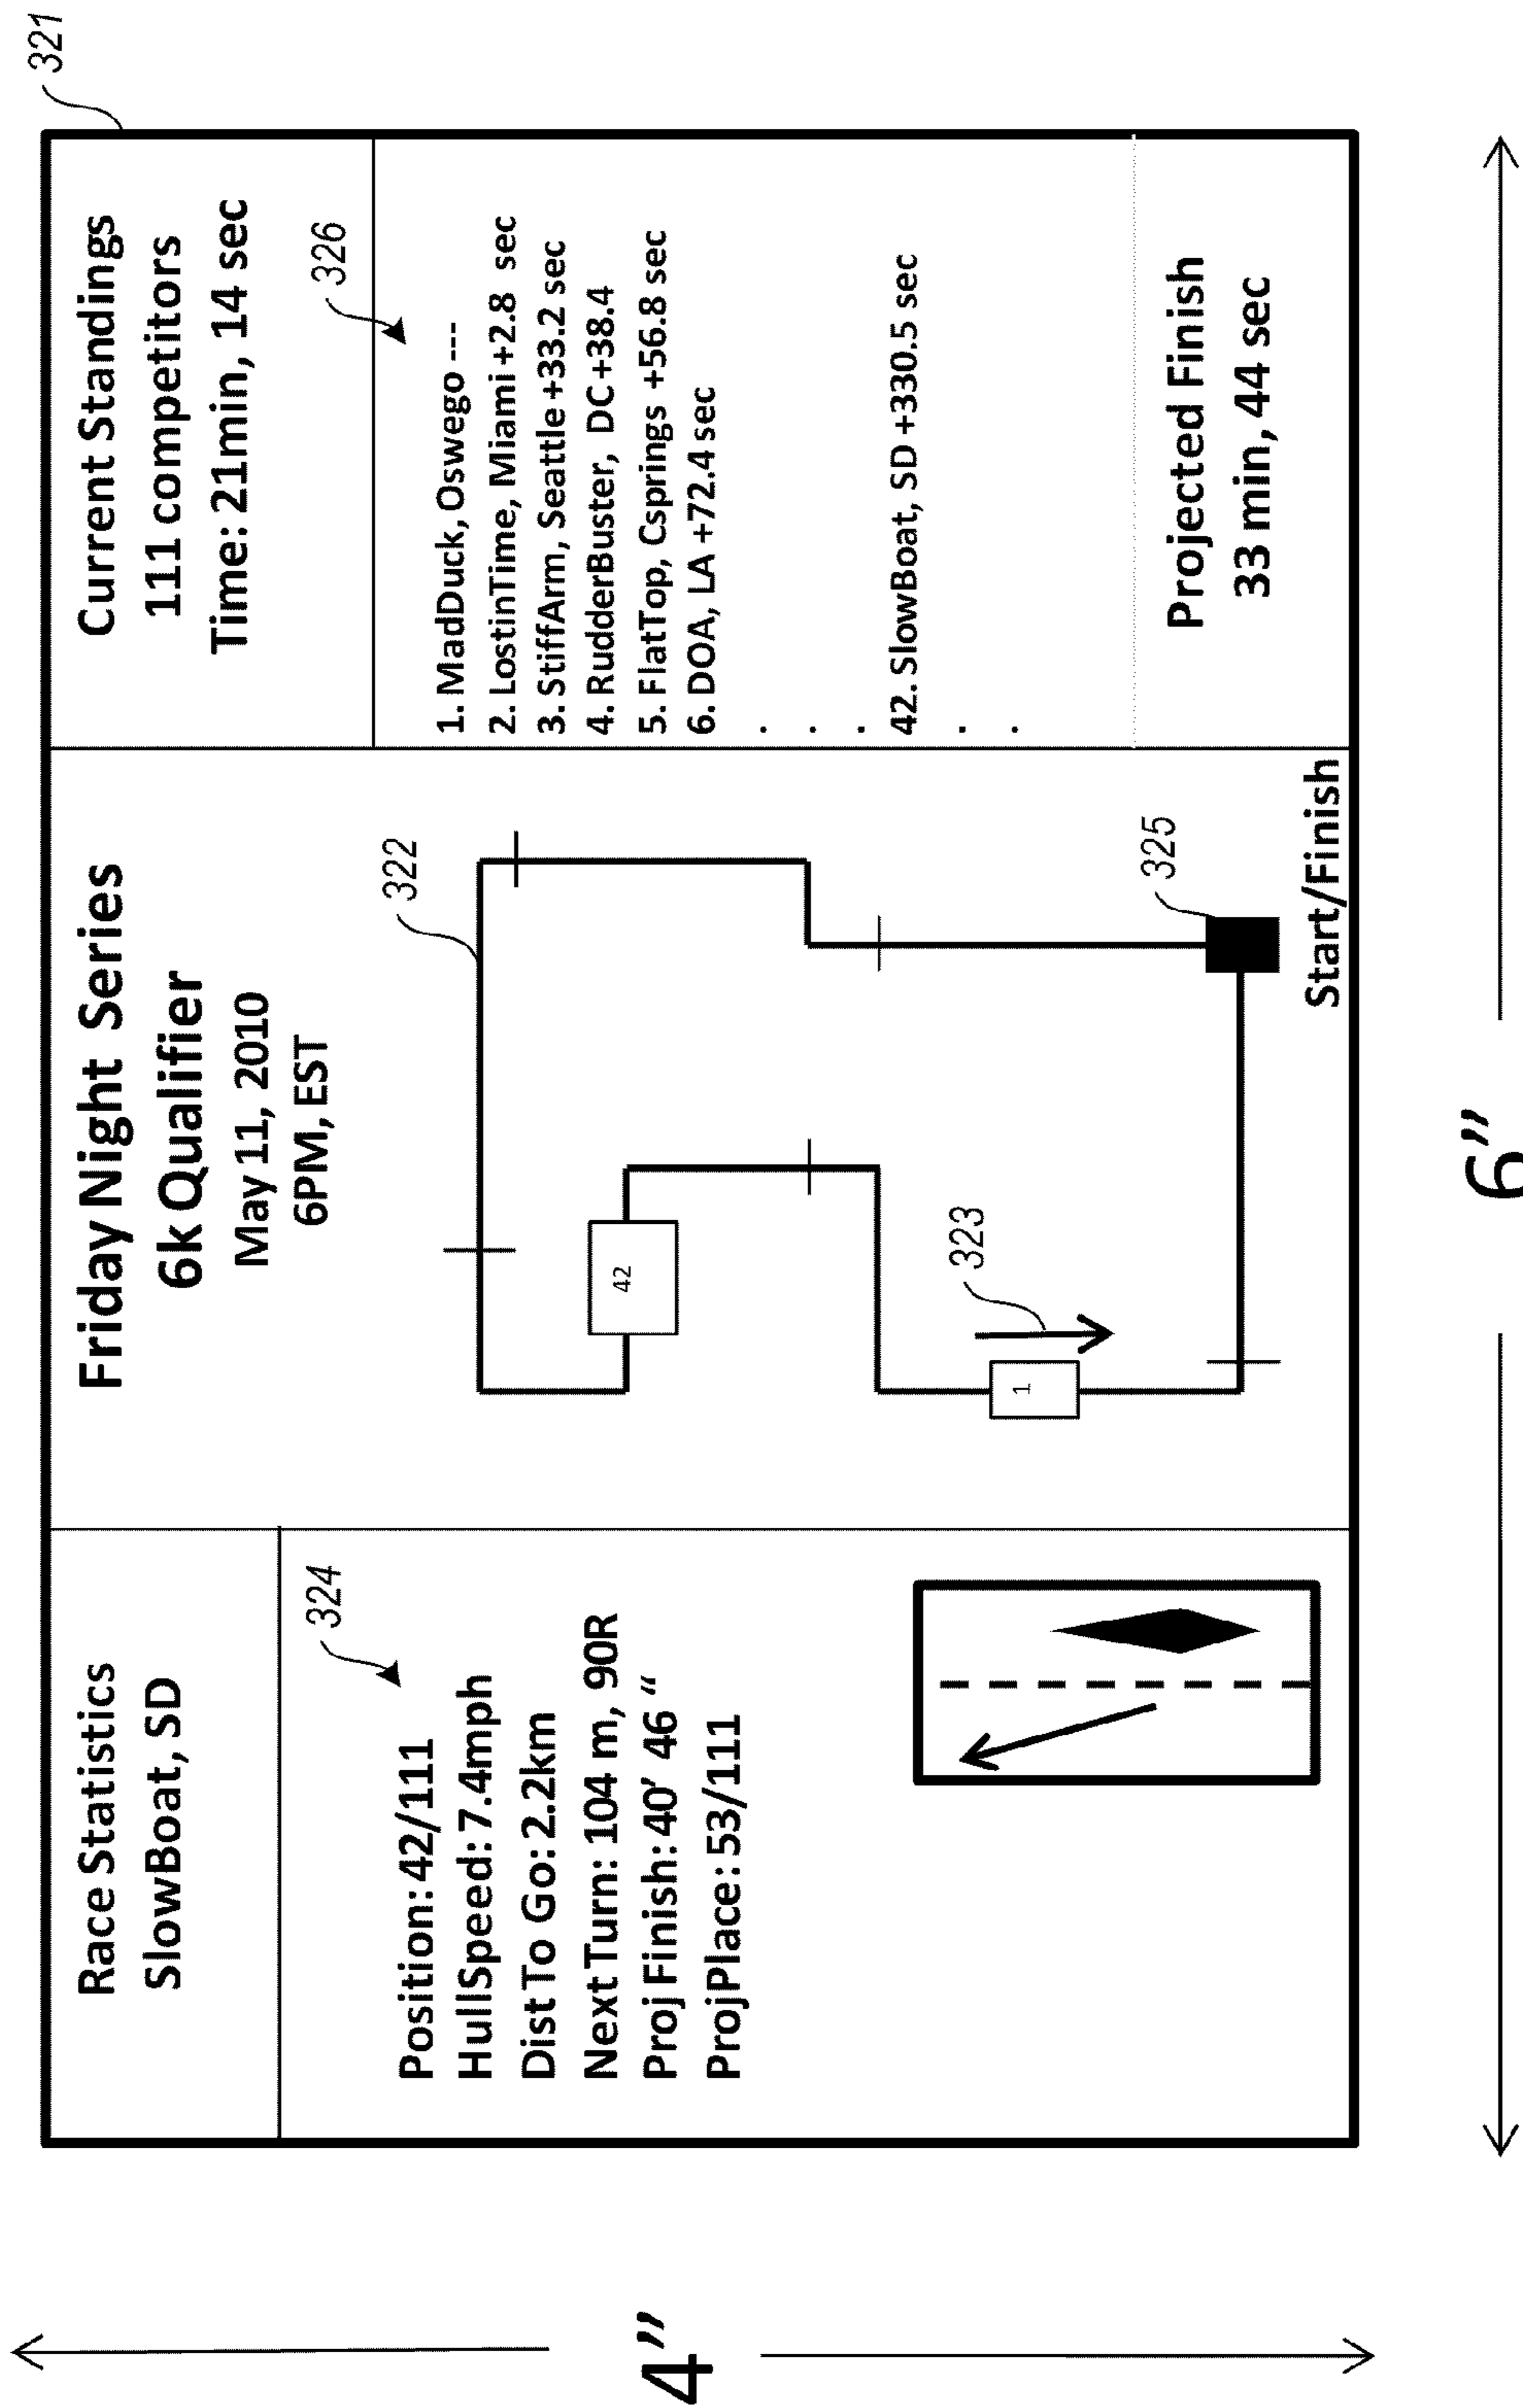 321
Race Statistics
SlowBoat, SD
324
Position: 42/111
HullSpeed: 7.4mph
Dist To Go: 2.2km
Next Turn: 104 m, 90R
Proj Finish: 40’ 46 “
ProjPlace: 53/111
Friday Night Series
6k Qualifier
May 11, 2010
6PM, EST
322
42
323
1
325
Start/Finish
Current Standings
111 competitors
Time: 21min, 14 sec
326
1. MadDuck, Oswego ---
2. LostinTime, Miami +2.8 sec
3. StiffArm, Seattle +33.2 sec
4. RudderBuster, DC +38.4
5. FlatTop, Csprings +56.8 sec
6. DOA, LA +72.4 sec
.
.
.
42. SlowBoat, SD +330.5 sec
.
.
Projected Finish
33 min, 44 sec
4”
6”